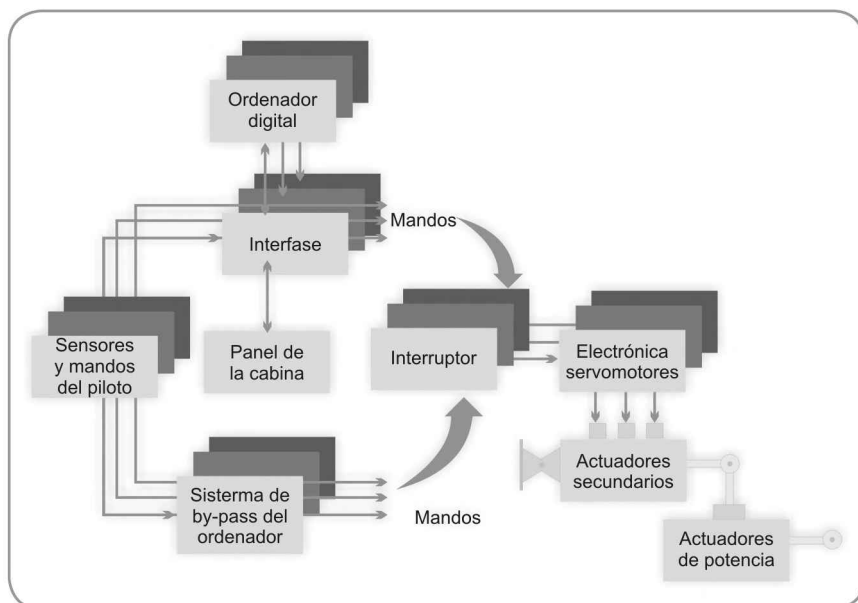 Ordenador
digital
Mandos
Interfase
Sensores
y mandos
del piloto
Panel de
la cabina
Interruptor
Electrónica
servomotores
Actuadores
secundarios
Sisterma de
by-pass del
ordenador
Mandos
Actuadores
de potencia